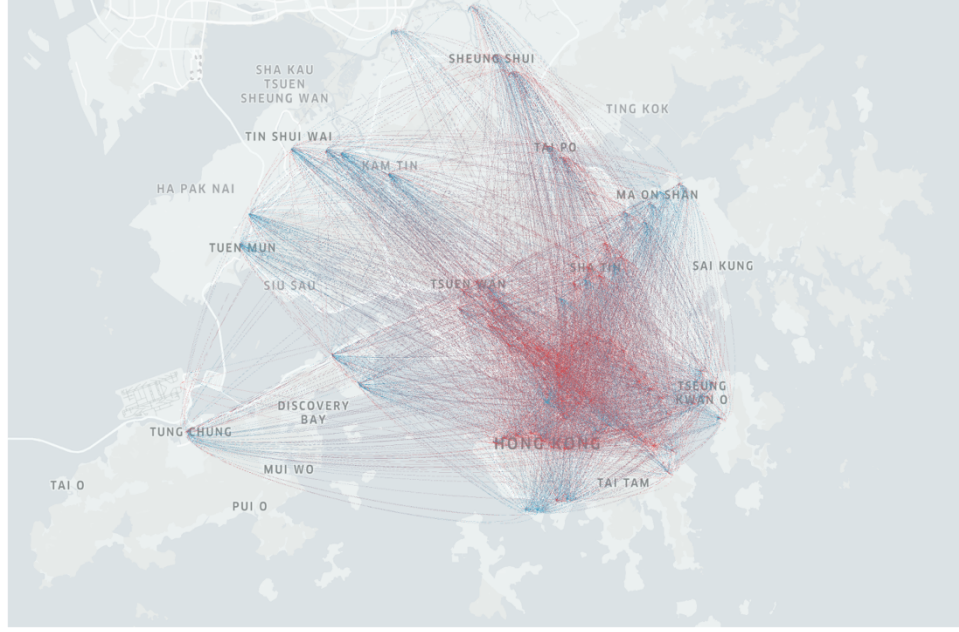 SHEUNG SHUI
SHA KAU
TSUEN
SHEUNG WAN
TING KOK
TIN SHUI WAI
TAI PO
KAM TIN
HA PAK NAI
MA ON SHAN
TUEN MUN
SHA TIN
SAI KUNG
SIU SAU
TSUEN WAN
TSEUNG
KWAN O
DISCOVERY
BAY
TUNG CHUNG
HONG KONG
MUI WO
TAI O
TAI TAM
PUI O